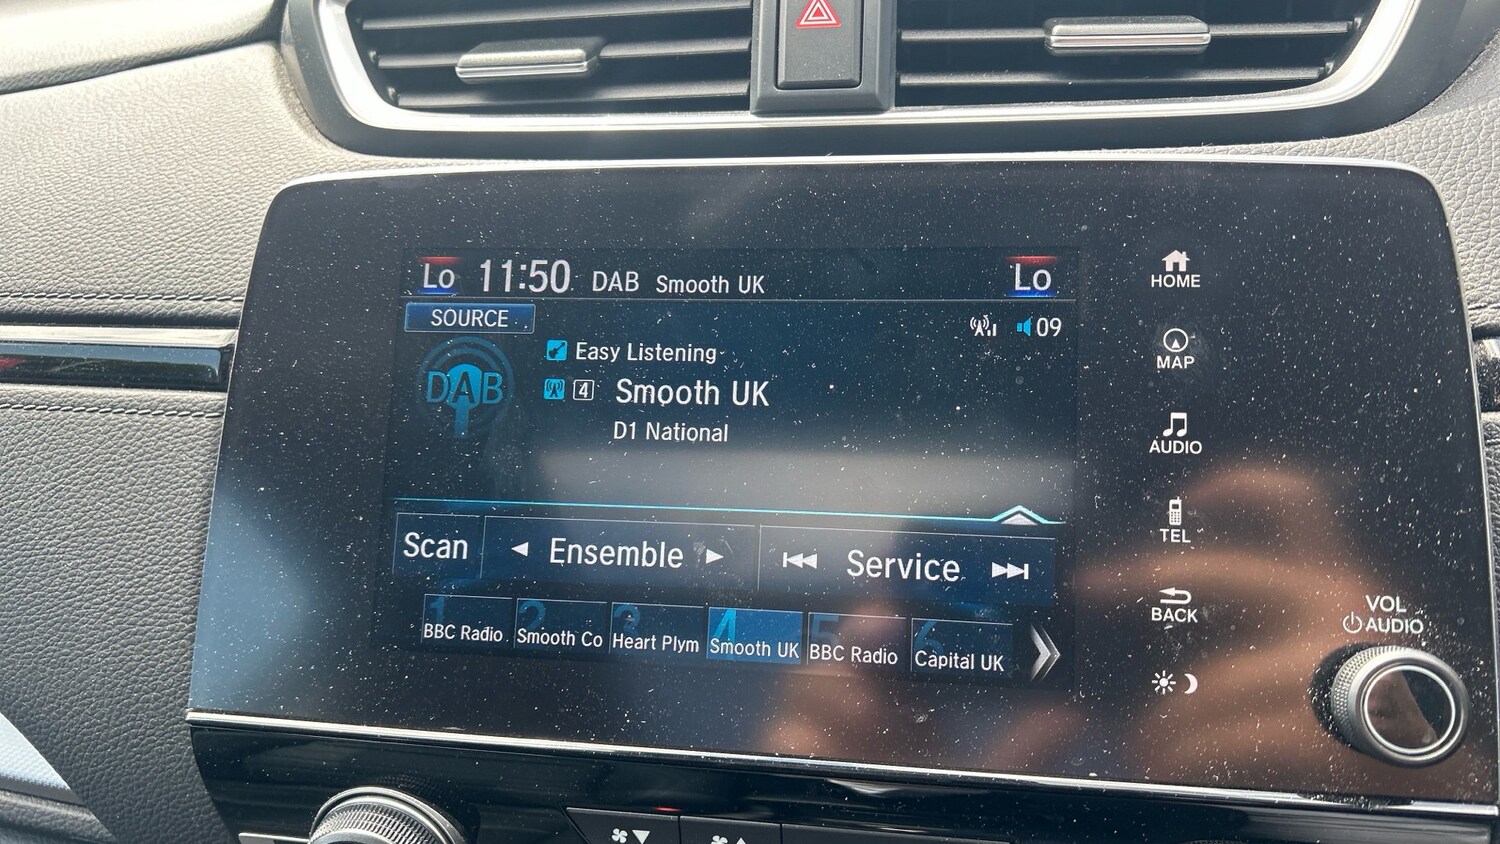 Lo 11:50 DAB Smooth UK Lo
SOURCE
09
Easy Listening
DAB
4 Smooth UK
D1 National
Scan Ensemble Service
1 2 3 4 5 6
BBC Radio Smooth Co Heart Plym Smooth UK BBC Radio Capital UK
HOME
MAP
AUDIO
TEL
BACK
VOL
AUDIO